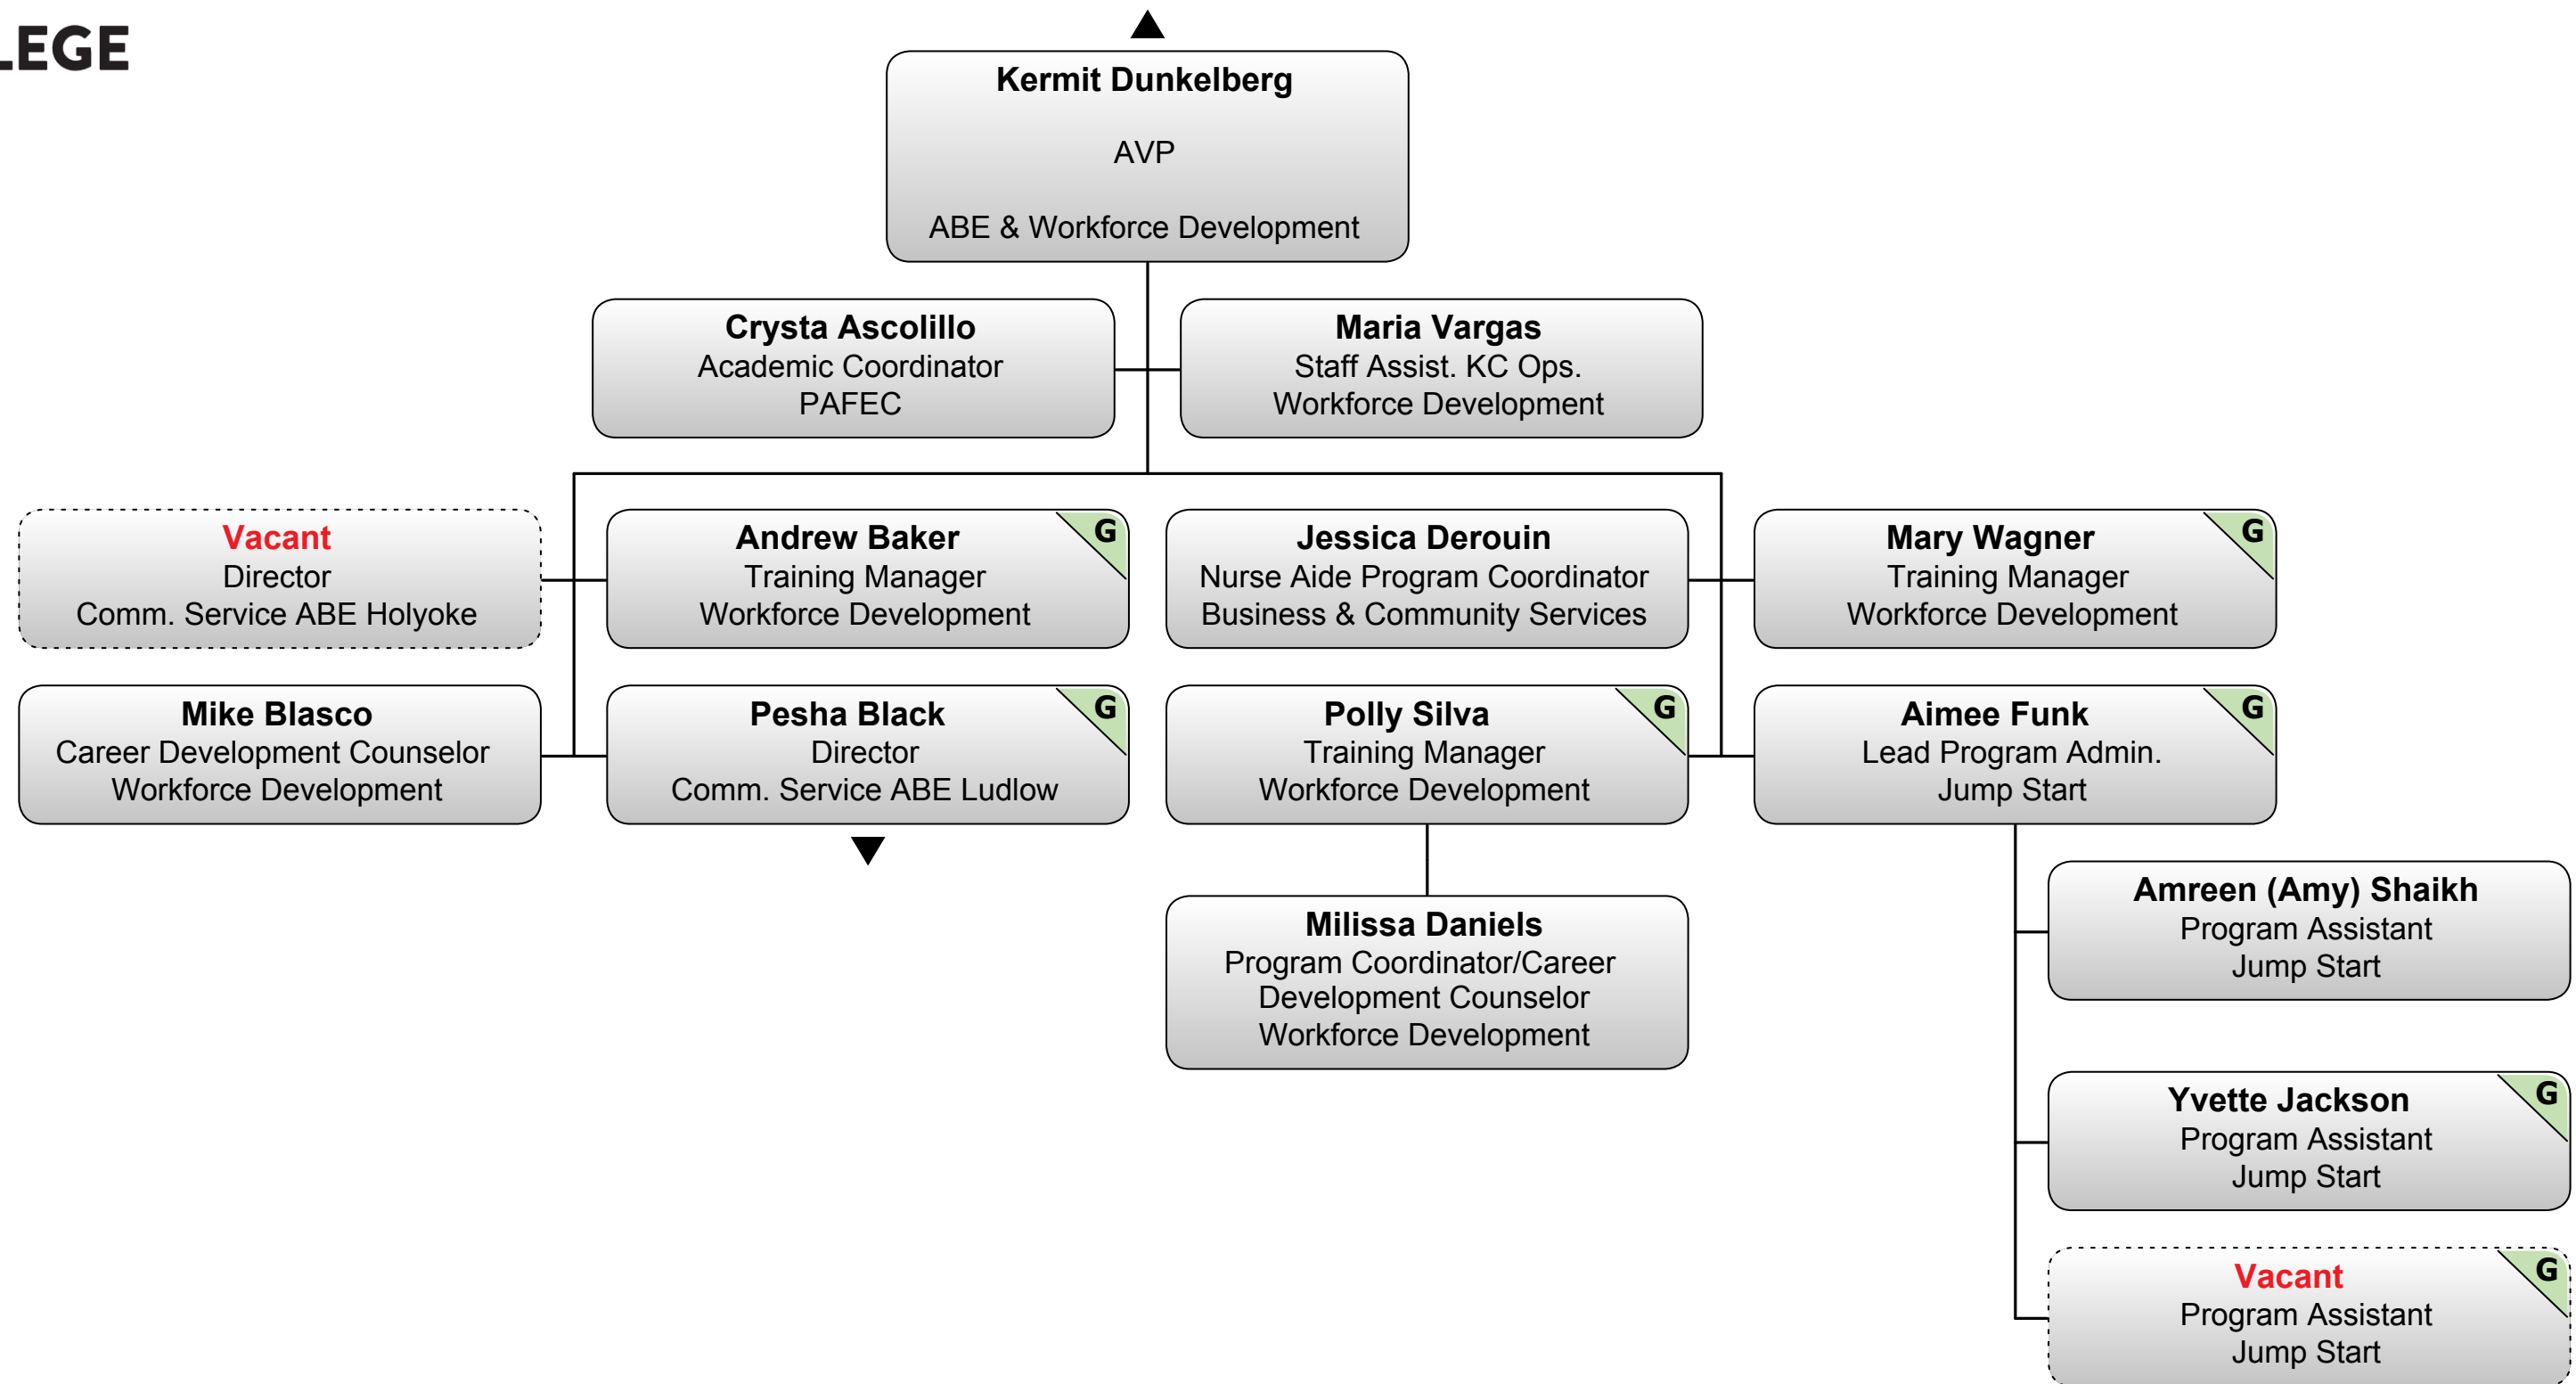 LEGE
Kermit Dunkelberg
AVP
ABE & Workforce Development
Crysta Ascolillo
Academic Coordinator
PAFEC
Maria Vargas
Staff Assist. KC Ops.
Workforce Development
Vacant
Director
Comm. Service ABE Holyoke
G
Andrew Baker
Training Manager
Workforce Development
Jessica Derouin
Nurse Aide Program Coordinator
Business & Community Services
G
Mary Wagner
Training Manager
Workforce Development
Mike Blasco
Career Development Counselor
Workforce Development
G
Pesha Black
Director
Comm. Service ABE Ludlow
G
Polly Silva
Training Manager
Workforce Development
G
Aimee Funk
Lead Program Admin.
Jump Start
Milissa Daniels
Program Coordinator/Career
Development Counselor
Workforce Development
Amreen (Amy) Shaikh
Program Assistant
Jump Start
G
Yvette Jackson
Program Assistant
Jump Start
G
Vacant
Program Assistant
Jump Start